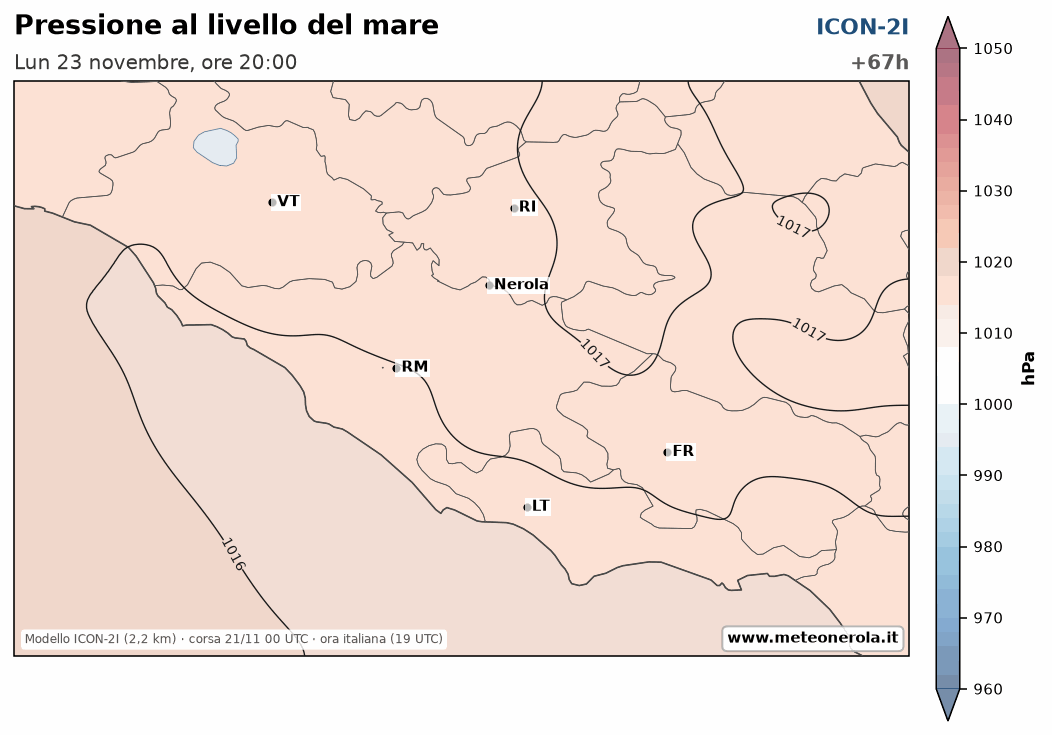 Pressione al livello del mare
ICON-2I
Lun 23 novembre, ore 20:00
+67h
1050
1040
1030
1020
1010
1000
990
980
970
960
hPa
VT
RI
1017
Nerola
1017
1017
RM
FR
LT
1016
Modello ICON-2I (2,2 km) · corsa 21/11 00 UTC · ora italiana (19 UTC)
www.meteonerola.it